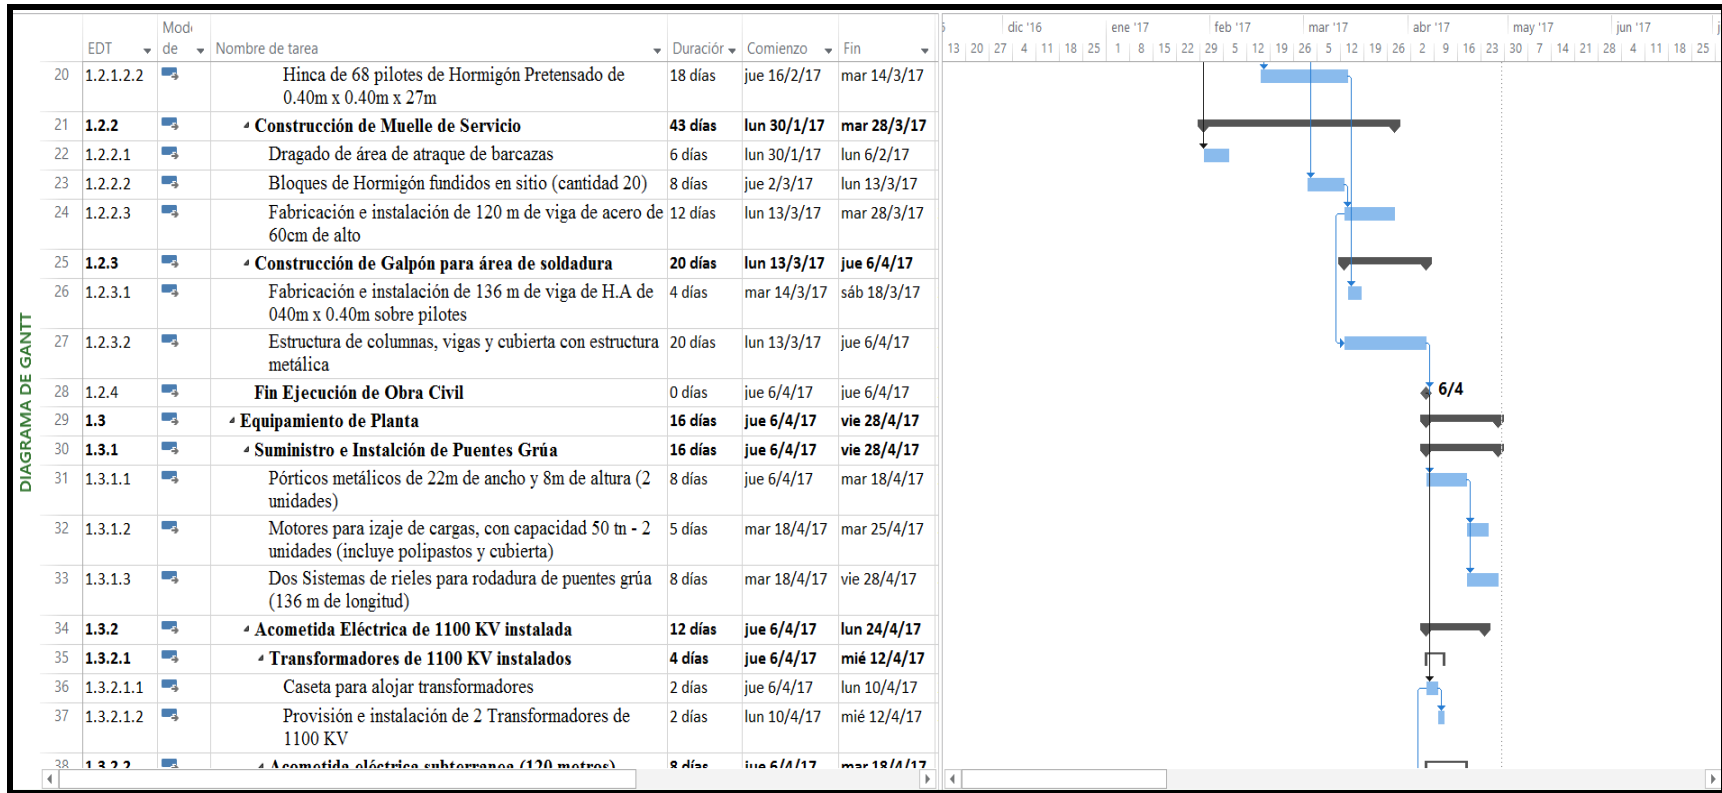 Modo
EDT de Nombre de tarea Duración Comienzo Fin
dic '16 ene '17 feb '17 mar '17 abr '17 may '17 jun '17
13 20 27 4 11 18 25 1 8 15 22 29 5 12 19 26 5 12 19 26 2 9 16 23 30 7 14 21 28 4 11 18 25
20 1.2.1.2.2 Hinca de 68 pilotes de Hormigón Pretensado de 18 días jue 16/2/17 mar 14/3/17
0.40m x 0.40m x 27m
21 1.2.2 Construcción de Muelle de Servicio 43 días lun 30/1/17 mar 28/3/17
22 1.2.2.1 Dragado de área de atraque de barcazas 6 días lun 30/1/17 lun 6/2/17
23 1.2.2.2 Bloques de Hormigón fundidos en sitio (cantidad 20) 8 días jue 2/3/17 lun 13/3/17
24 1.2.2.3 Fabricación e instalación de 120 m de viga de acero de 12 días lun 13/3/17 mar 28/3/17
60cm de alto
25 1.2.3 Construcción de Galpón para área de soldadura 20 días lun 13/3/17 jue 6/4/17
26 1.2.3.1 Fabricación e instalación de 136 m de viga de H.A de 4 días mar 14/3/17 sáb 18/3/17
040m x 0.40m sobre pilotes
27 1.2.3.2 Estructura de columnas, vigas y cubierta con estructura 20 días lun 13/3/17 jue 6/4/17
metálica
28 1.2.4 Fin Ejecución de Obra Civil 0 días jue 6/4/17 jue 6/4/17 6/4
29 1.3 Equipamiento de Planta 16 días jue 6/4/17 vie 28/4/17
30 1.3.1 Suministro e Instalción de Puentes Grúa 16 días jue 6/4/17 vie 28/4/17
31 1.3.1.1 Pórticos metálicos de 22m de ancho y 8m de altura (2 8 días jue 6/4/17 mar 18/4/17
unidades)
32 1.3.1.2 Motores para izaje de cargas, con capacidad 50 tn - 2 5 días mar 18/4/17 mar 25/4/17
unidades (incluye polipastos y cubierta)
33 1.3.1.3 Dos Sistemas de rieles para rodadura de puentes grúa 8 días mar 18/4/17 vie 28/4/17
(136 m de longitud)
34 1.3.2 Acometida Eléctrica de 1100 KV instalada 12 días jue 6/4/17 lun 24/4/17
35 1.3.2.1 Transformadores de 1100 KV instalados 4 días jue 6/4/17 mié 12/4/17
36 1.3.2.1.1 Caseta para alojar transformadores 2 días jue 6/4/17 lun 10/4/17
37 1.3.2.1.2 Provisión e instalación de 2 Transformadores de 2 días lun 10/4/17 mié 12/4/17
1100 KV
38 1.3.2.2 Acometida eléctrica subterranea (120 metros) 8 días jue 6/4/17 mar 18/4/17
DIAGRAMA DE GANTT